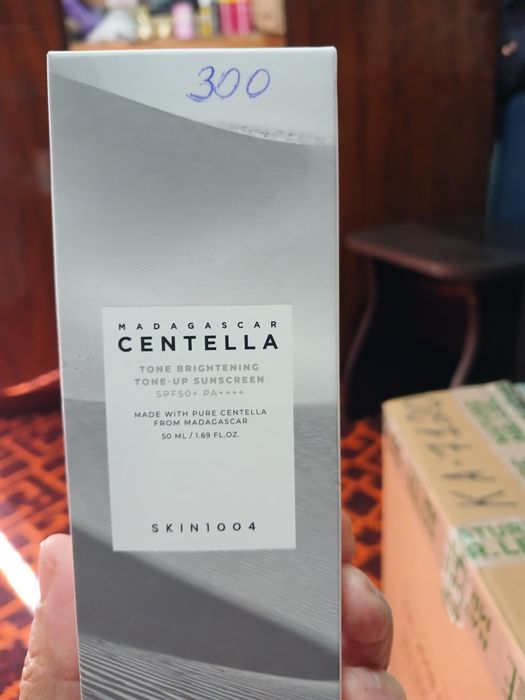 300
MADAGASCAR
CENTELLA
TONE BRIGHTENING
TONE-UP SUNSCREEN
SPF50+ PA++++
MADE WITH PURE CENTELLA
FROM MADAGASCAR
50 ML / 1.69 FL.OZ.
SKIN1004